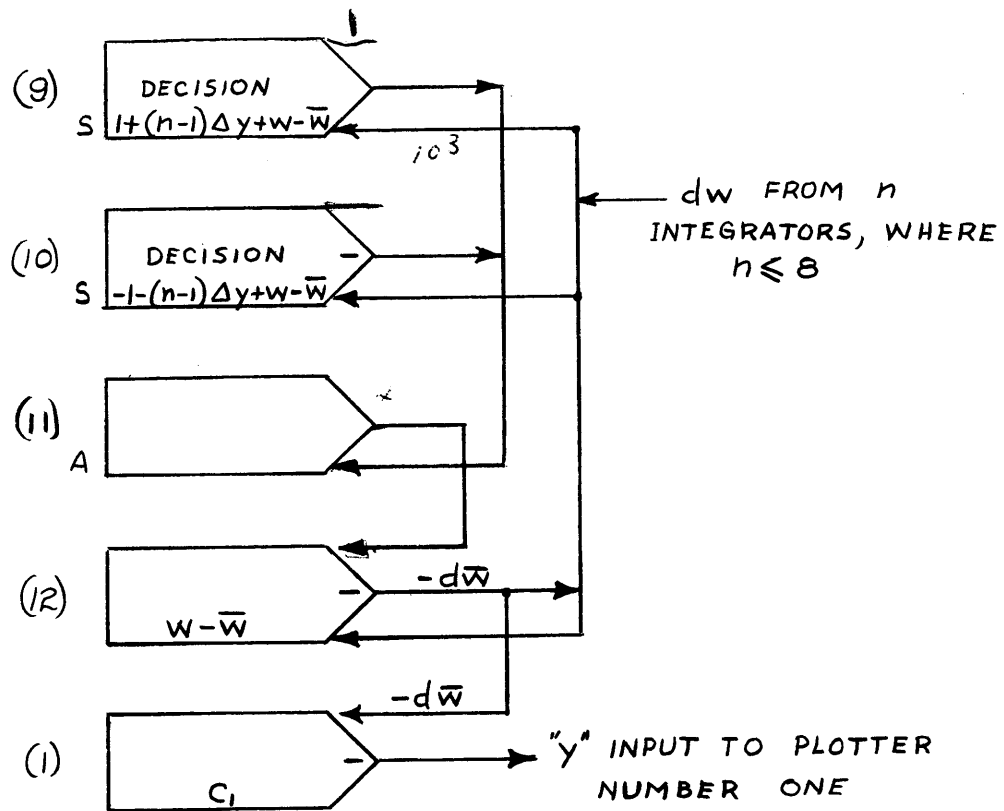 1
(9)
DECISION
S 1+(n-1)Δy+w-w̅
10³
dw FROM n
INTEGRATORS, WHERE
n ⩽ 8
(10)
DECISION
-
S -1-(n-1)Δy+w-w̅
(11)
A
(12)
-
-dw̅
w-w̅
-dw̅
(1)
-
C₁
"y" INPUT TO PLOTTER
NUMBER ONE